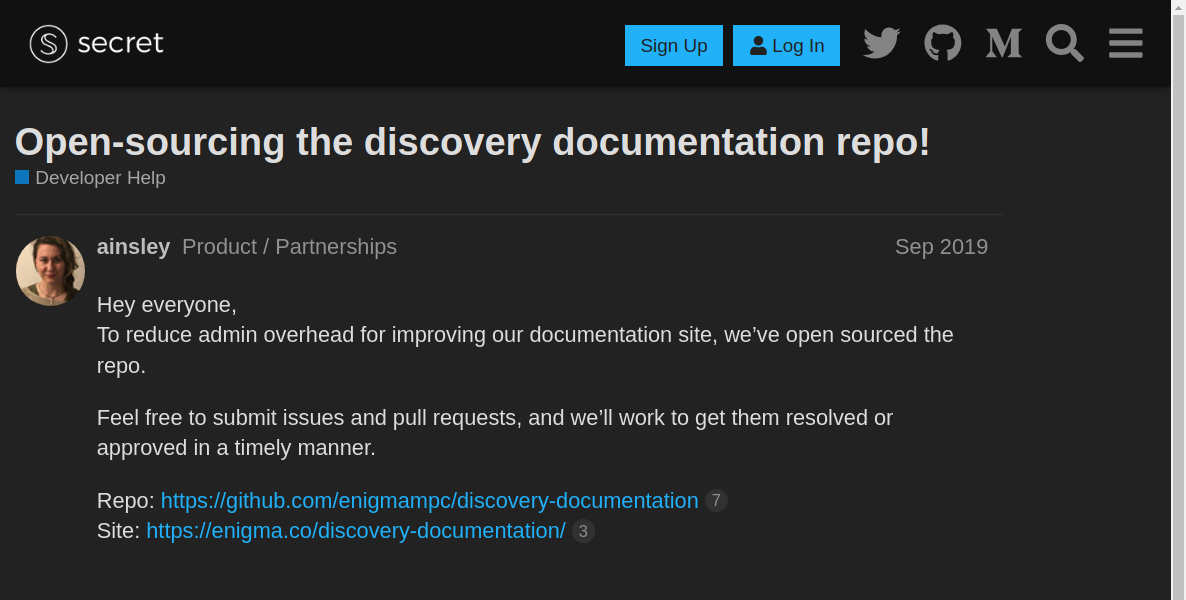 secret
Sign Up
Log In
Open-sourcing the discovery documentation repo!
Developer Help
ainsley Product / Partnerships Sep 2019
Hey everyone,
To reduce admin overhead for improving our documentation site, we’ve open sourced the
repo.
Feel free to submit issues and pull requests, and we’ll work to get them resolved or
approved in a timely manner.
Repo: https://github.com/enigmampc/discovery-documentation 7
Site: https://enigma.co/discovery-documentation/ 3